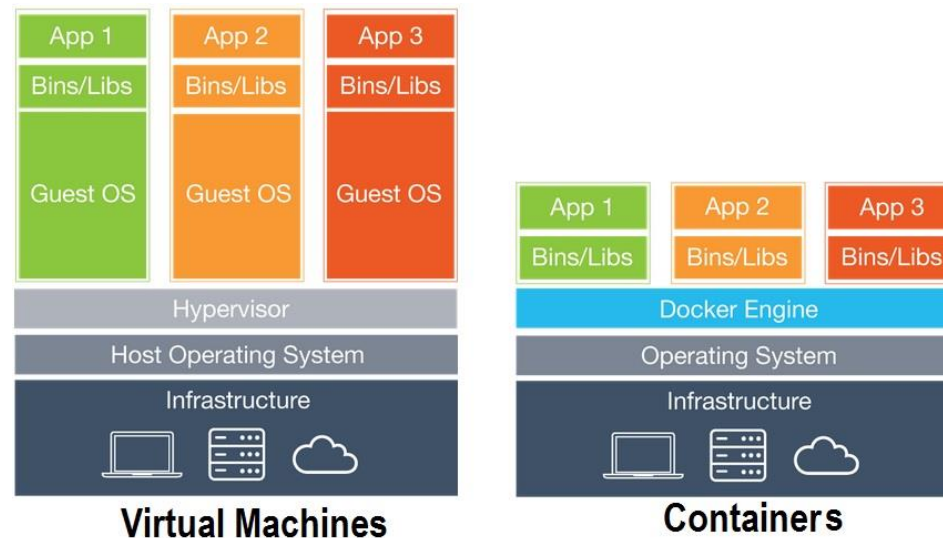 App 1
App 2
App 3
Bins/Libs
Bins/Libs
Bins/Libs
Guest OS
Guest OS
Guest OS
Hypervisor
Host Operating System
Infrastructure
Virtual Machines
App 1
App 2
App 3
Bins/Libs
Bins/Libs
Bins/Libs
Docker Engine
Operating System
Infrastructure
Containers